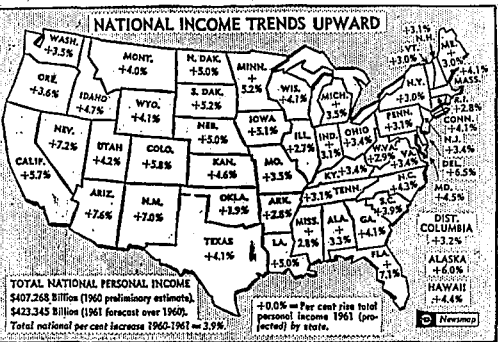 NATIONAL INCOME TRENDS UPWARD
WASH.
+3.5%
ORE.
+3.6%
IDAHO
+4.7%
MONT.
+4.0%
N. DAK.
+5.0%
S. DAK.
+5.2%
WYO.
+4.1%
NEB.
+5.0%
MINN.
+
5.2%
WIS.
+4.1%
MICH.
+
3.5%
IOWA
+5.1%
NEV.
+7.2%
UTAH
+4.2%
COLO.
+5.8%
KAN.
+4.6%
MO.
+3.5%
ILL.
+2.7%
IND.
+
3.1%
OHIO
+3.4%
CALIF.
+5.7%
ARIZ.
+7.6%
N.M.
+7.0%
OKLA.
+3.9%
ARK.
+2.8%
TEXAS
+4.1%
LA.
+5.0%
MISS.
+
2.8%
ALA.
+
3.3%
GA.
+4.1%
FLA.
7.1%
S.C.
+3.9%
N.C.
+4.3%
+3.1% TENN.
KY. +3.4%
W.VA.
+2.9%
VA.
+3.4%
PENN.
+3.1%
N.Y.
+3.0%
+3.1%
N.H.
VT.
+3.0%
ME.
+
3.0%
+4.1%
MASS.
R.I.
+2.8%
CONN.
+4.1%
N.J.
+3.4%
DEL.
+6.5%
MD.
+4.5%
DIST.
COLUMBIA
+3.2%
ALASKA
+6.0%
HAWAII
+4.4%
TOTAL NATIONAL PERSONAL INCOME
$407.268 Billion (1960 preliminary estimate).
$423.345 Billion (1961 forecast over 1960).
Total national per cent increase 1960-1961 = 3.9%.
+0.0% = Per cent rise total
personal income 1961 (pro-
jected) by state.
Newsmap